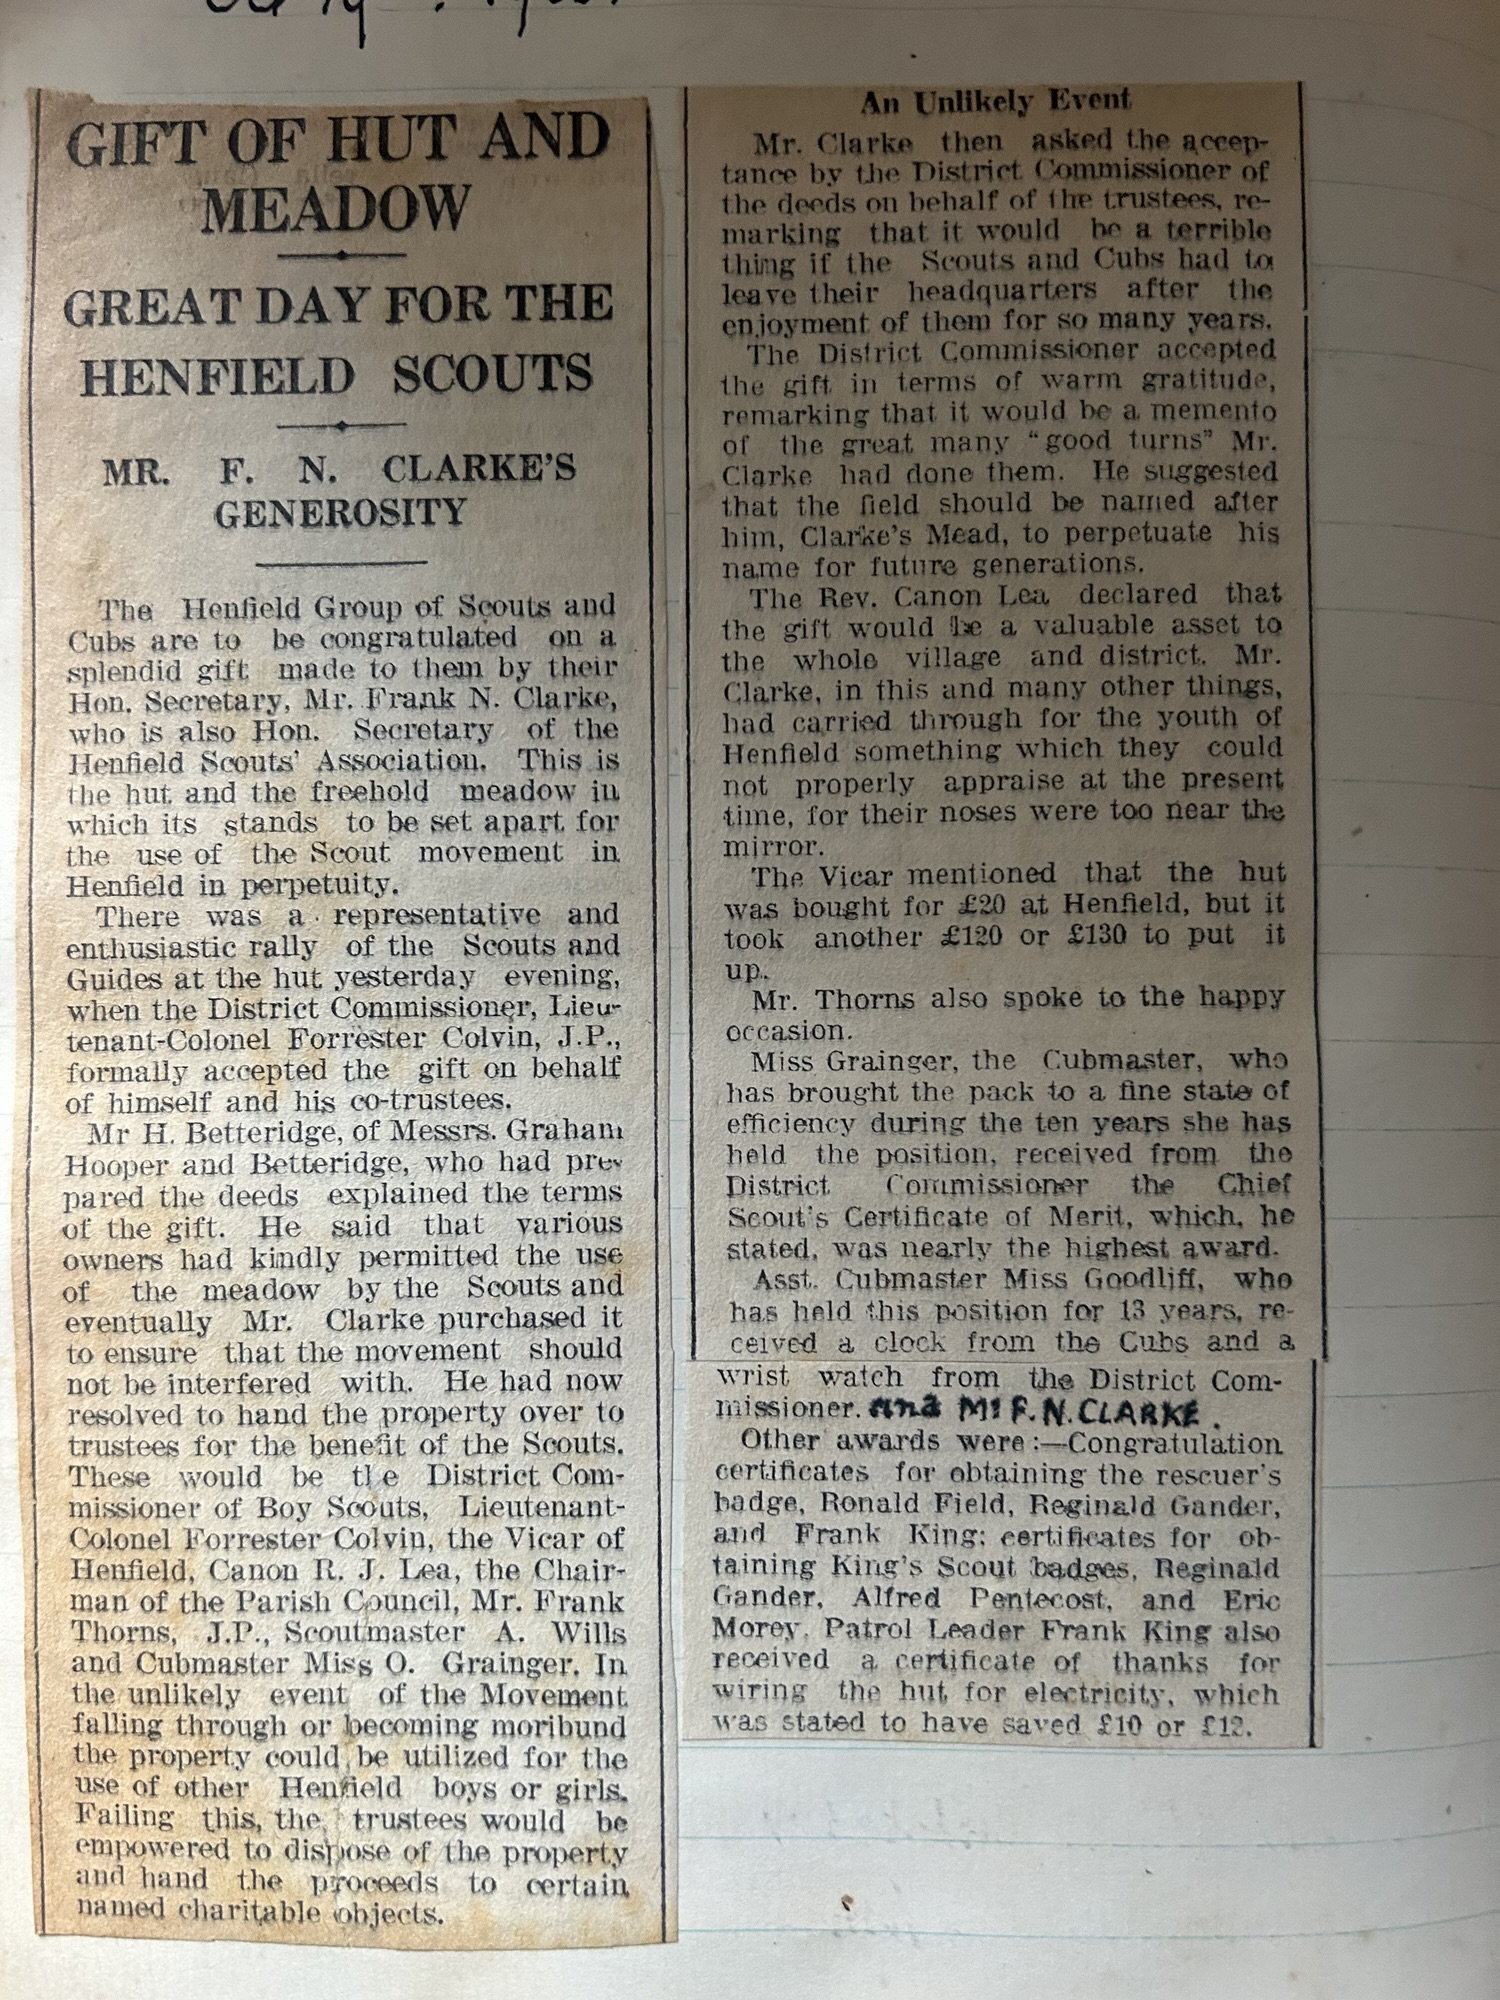 GIFT OF HUT AND
MEADOW
GREAT DAY FOR THE
HENFIELD SCOUTS
MR. F. N. CLARKE'S
GENEROSITY
The Henfield Group of Scouts and
Cubs are to be congratulated on a
splendid gift made to them by their
Hon. Secretary, Mr. Frank N. Clarke,
who is also Hon. Secretary of the
Henfield Scouts' Association. This is
the hut and the freehold meadow in
which its stands to be set apart for
the use of the Scout movement in
Henfield in perpetuity.
There was a representative and
enthusiastic rally of the Scouts and
Guides at the hut yesterday evening,
when the District Commissioner, Lieu-
tenant-Colonel Forrester Colvin, J.P.,
formally accepted the gift on behalf
of himself and his co-trustees.
Mr H. Betteridge, of Messrs. Graham
Hooper and Betteridge, who had pre-
pared the deeds explained the terms
of the gift. He said that various
owners had kindly permitted the use
of the meadow by the Scouts and
eventually Mr. Clarke purchased it
to ensure that the movement should
not be interfered with. He had now
resolved to hand the property over to
trustees for the benefit of the Scouts.
These would be the District Com-
missioner of Boy Scouts, Lieutenant-
Colonel Forrester Colvin, the Vicar of
Henfield, Canon R. J. Lea, the Chair-
man of the Parish Council, Mr. Frank
Thorns, J.P., Scoutmaster A. Wills
and Cubmaster Miss O. Grainger. In
the unlikely event of the Movement
falling through or becoming moribund
the property could be utilized for the
use of other Henfield boys or girls.
Failing this, the trustees would be
empowered to dispose of the property
and hand the proceeds to certain
named charitable objects.
An Unlikely Event
Mr. Clarke then asked the accep-
tance by the District Commissioner of
the deeds on behalf of the trustees, re-
marking that it would be a terrible
thing if the Scouts and Cubs had to
leave their headquarters after the
enjoyment of them for so many years.
The District Commissioner accepted
the gift in terms of warm gratitude,
remarking that it would be a memento
of the great many "good turns" Mr.
Clarke had done them. He suggested
that the field should be named after
him, Clarke's Mead, to perpetuate his
name for future generations.
The Rev. Canon Lea declared that
the gift would be a valuable asset to
the whole village and district. Mr.
Clarke, in this and many other things,
had carried through for the youth of
Henfield something which they could
not properly appraise at the present
time, for their noses were too near the
mirror.
The Vicar mentioned that the hut
was bought for £20 at Henfield, but it
took another £120 or £130 to put it
up.
Mr. Thorns also spoke to the happy
occasion.
Miss Grainger, the Cubmaster, who
has brought the pack to a fine state of
efficiency during the ten years she has
held the position, received from the
District Commissioner the Chief
Scout's Certificate of Merit, which, he
stated, was nearly the highest award.
Asst. Cubmaster Miss Goodliff, who
has held this position for 13 years, re-
ceived a clock from the Cubs and a
wrist watch from the District Com-
missioner. and Mr F. N. CLARKE.
Other awards were:—Congratulation
certificates for obtaining the rescuer's
badge, Ronald Field, Reginald Gander,
and Frank King; certificates for ob-
taining King's Scout badges, Reginald
Gander, Alfred Pentecost, and Eric
Morey. Patrol Leader Frank King also
received a certificate of thanks for
wiring the hut for electricity, which
was stated to have saved £10 or £12.